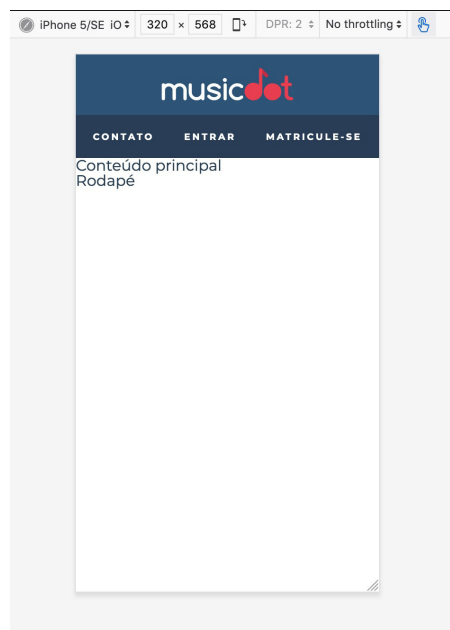 iPhone 5/SE iO 320 × 568 DPR: 2 No throttling
musicdot
CONTATO ENTRAR MATRICULE-SE
Conteúdo principal
Rodapé